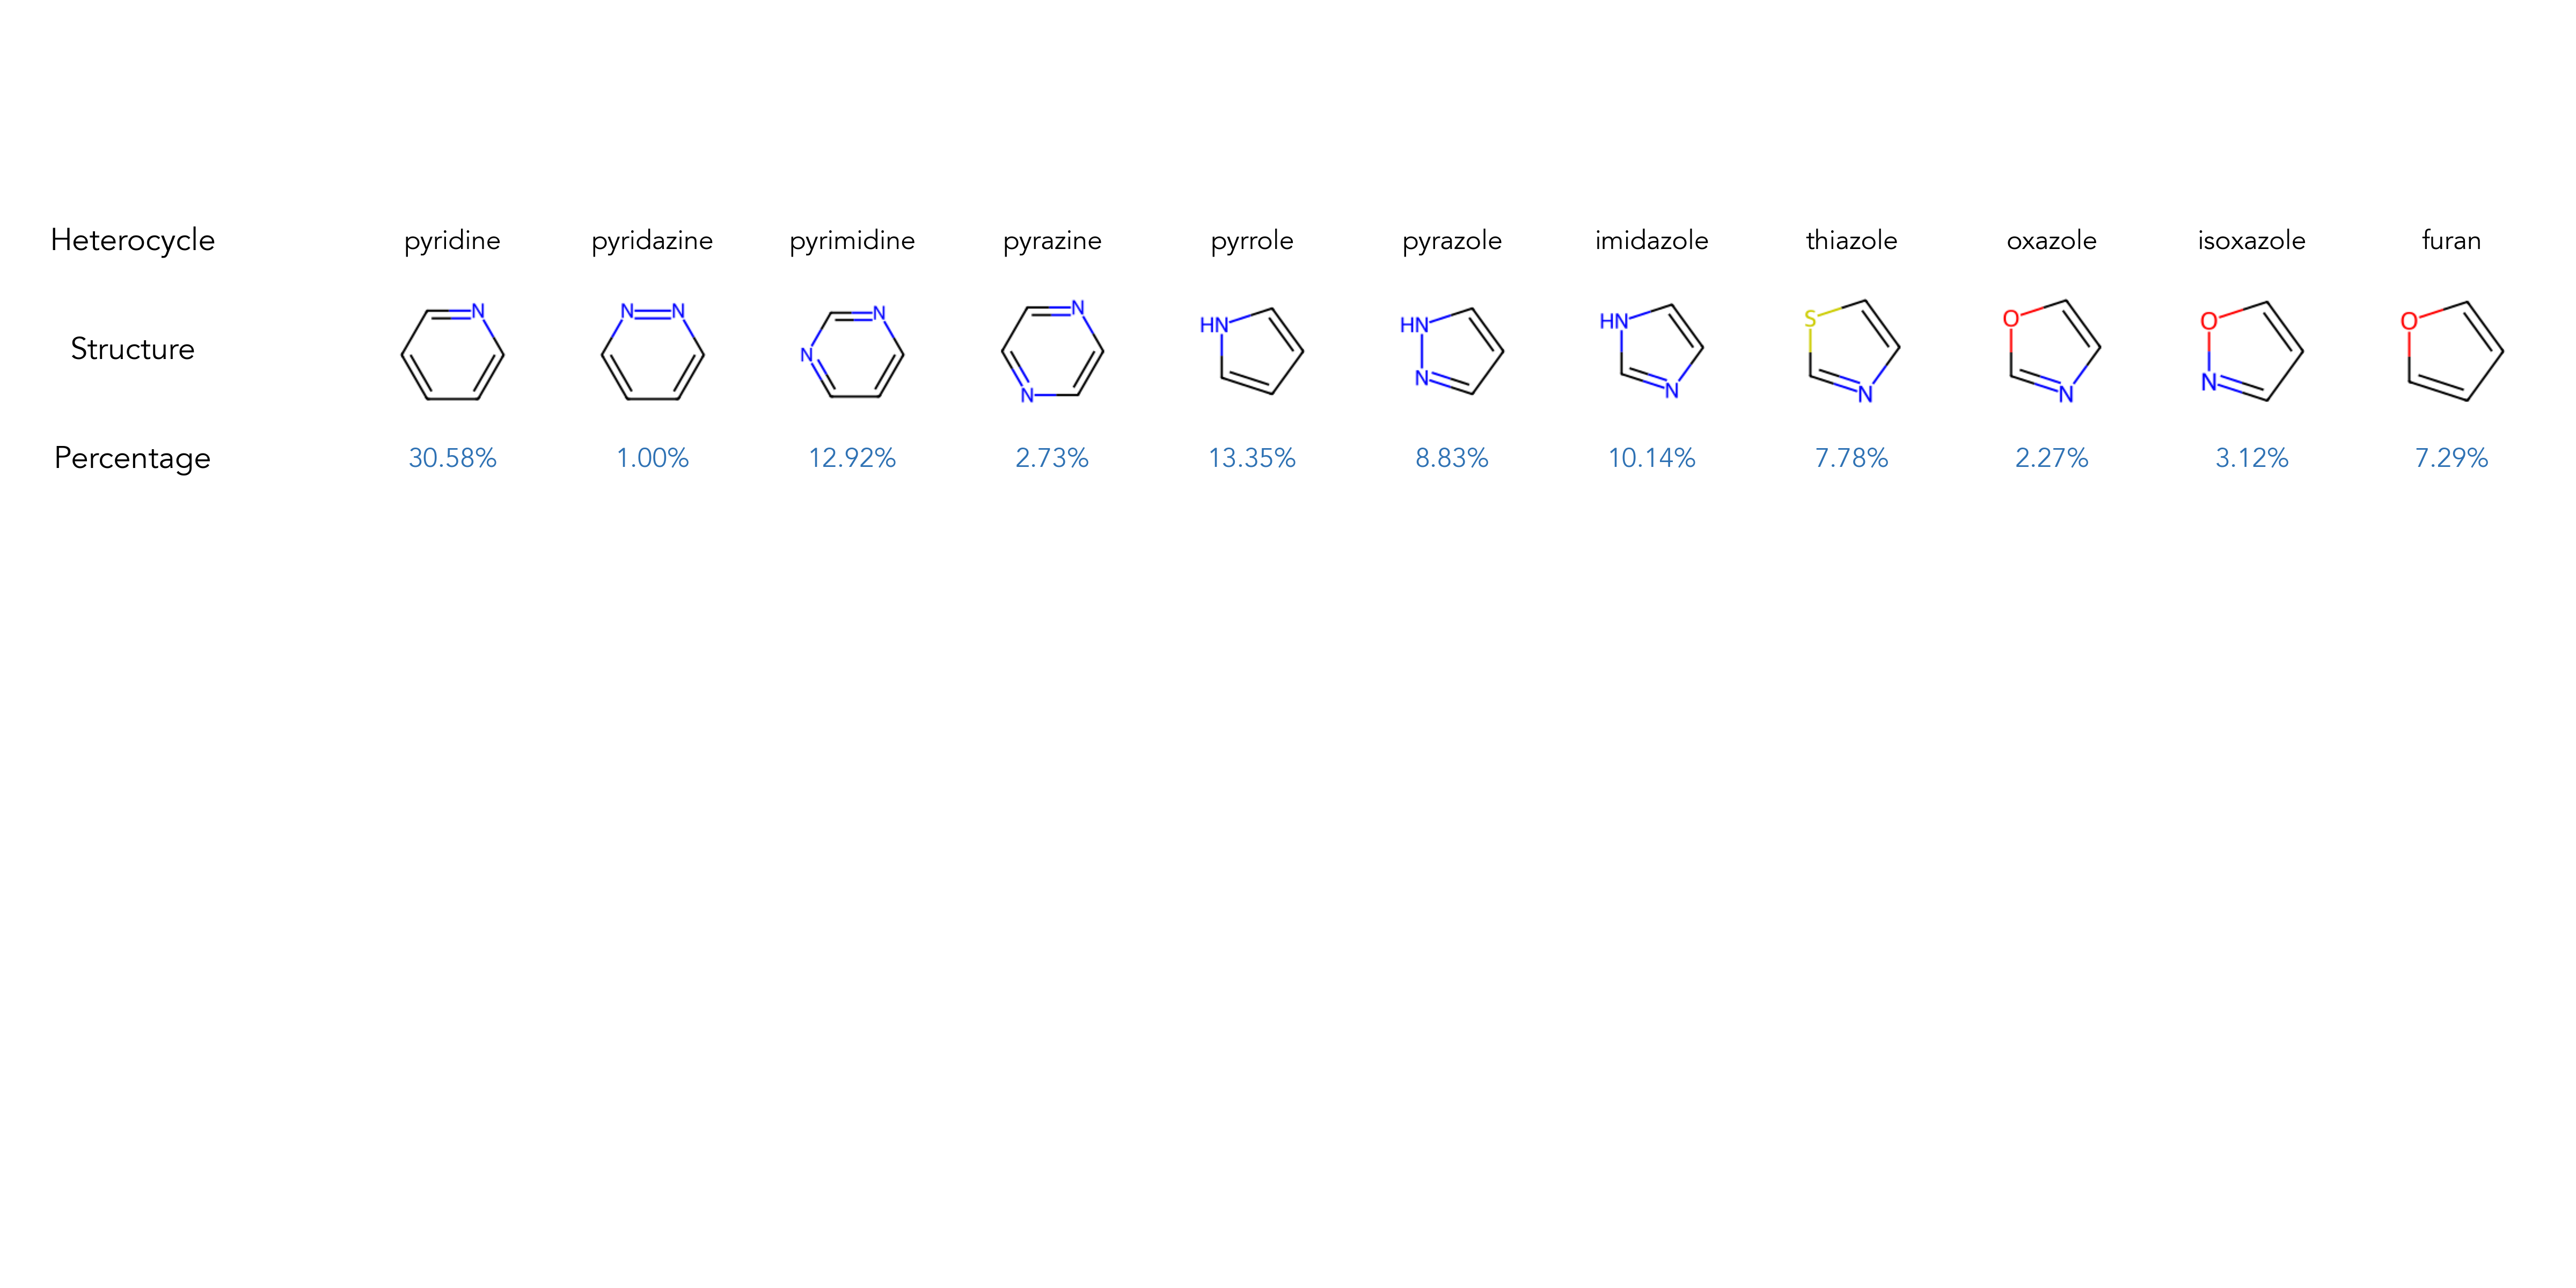 Heterocycle pyridine pyridazine pyrimidine pyrazine pyrrole pyrazole imidazole thiazole oxazole isoxazole furan
Structure N N N N N N N HN HN N HN N S N O N O N O
Percentage 30.58% 1.00% 12.92% 2.73% 13.35% 8.83% 10.14% 7.78% 2.27% 3.12% 7.29%